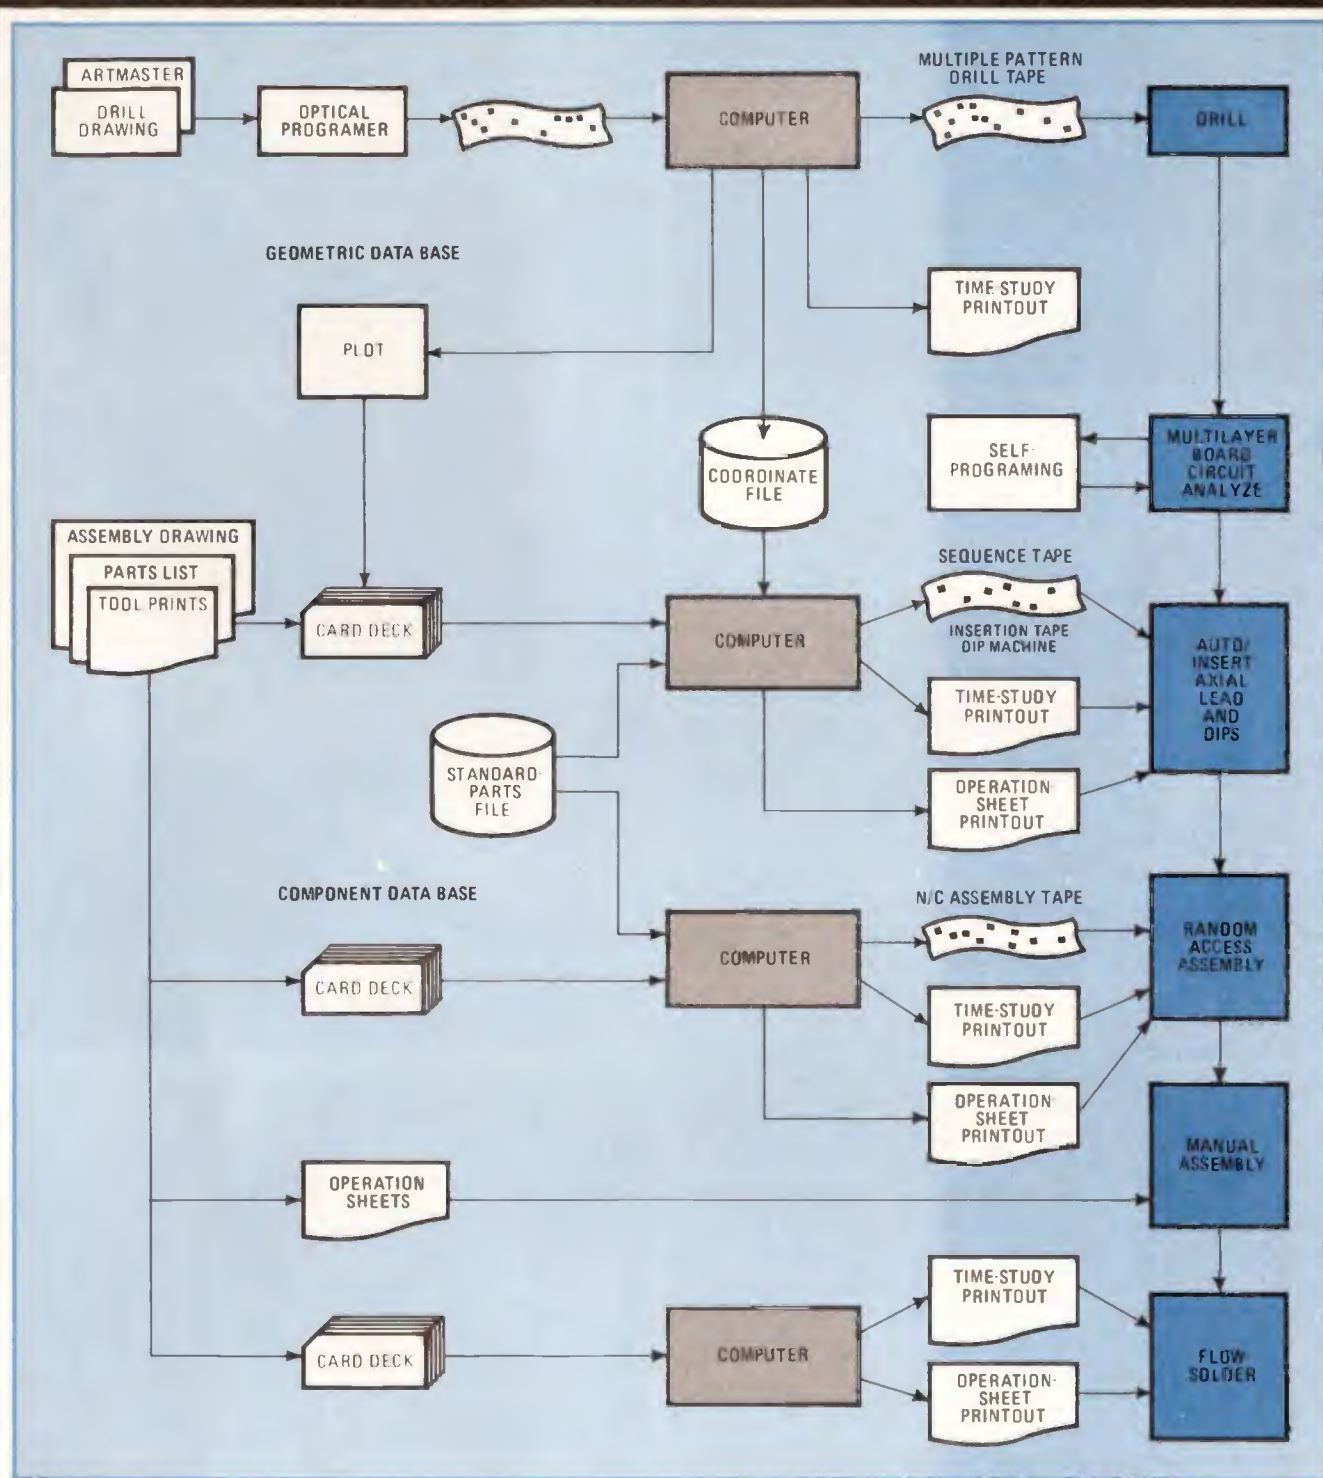 ARTMASTER
DRILL
DRAWING
OPTICAL
PROGRAMER
COMPUTER
MULTIPLE PATTERN
DRILL TAPE
DRILL
GEOMETRIC DATA BASE
PLOT
TIME-STUDY
PRINTOUT
COORDINATE
FILE
SELF-
PROGRAMING
MULTILAYER
BOARD
CIRCUIT
ANALYZE
ASSEMBLY DRAWING
PARTS LIST
TOOL PRINTS
CARD DECK
COMPUTER
SEQUENCE TAPE
INSERTION TAPE
DIP MACHINE
TIME-STUDY
PRINTOUT
OPERATION-
SHEET
PRINTOUT
AUTO/
INSERT
AXIAL
LEAD
AND
DIPS
STANDARD-
PARTS
FILE
COMPONENT DATA BASE
CARD DECK
COMPUTER
N/C ASSEMBLY TAPE
TIME-STUDY
PRINTOUT
OPERATION-
SHEET
PRINTOUT
RANDOM
ACCESS
ASSEMBLY
OPERATION
SHEETS
MANUAL
ASSEMBLY
CARD DECK
COMPUTER
TIME-STUDY
PRINTOUT
OPERATION-
SHEET
PRINTOUT
FLOW
SOLDER